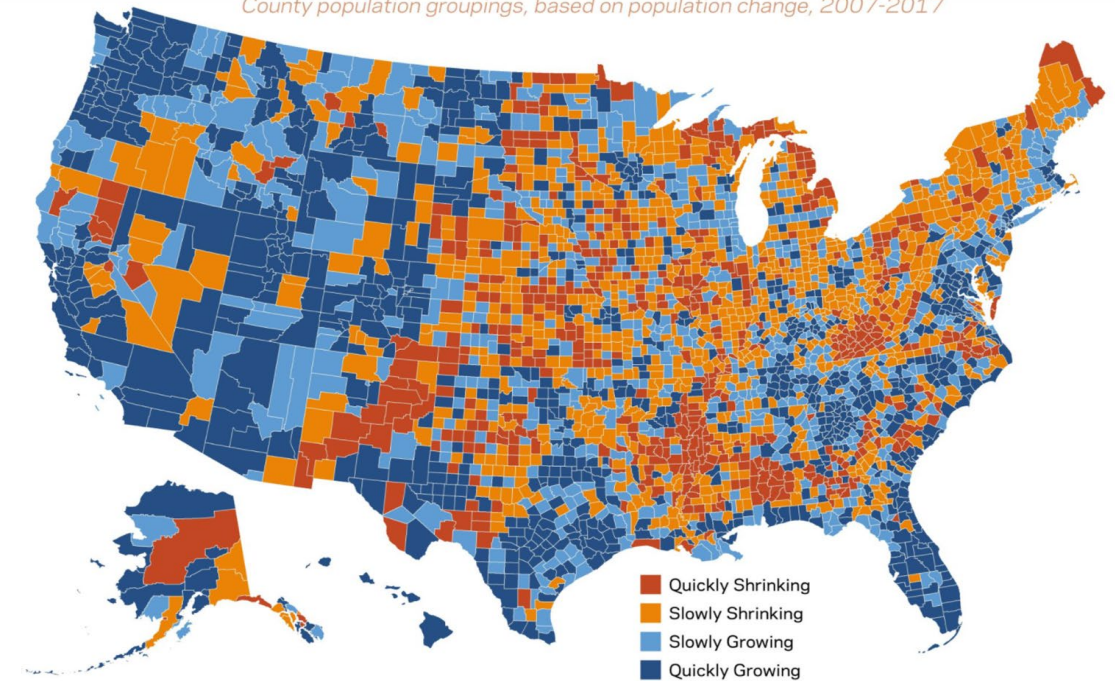 County population groupings, based on population change, 2007-2017
Quickly Shrinking
Slowly Shrinking
Slowly Growing
Quickly Growing